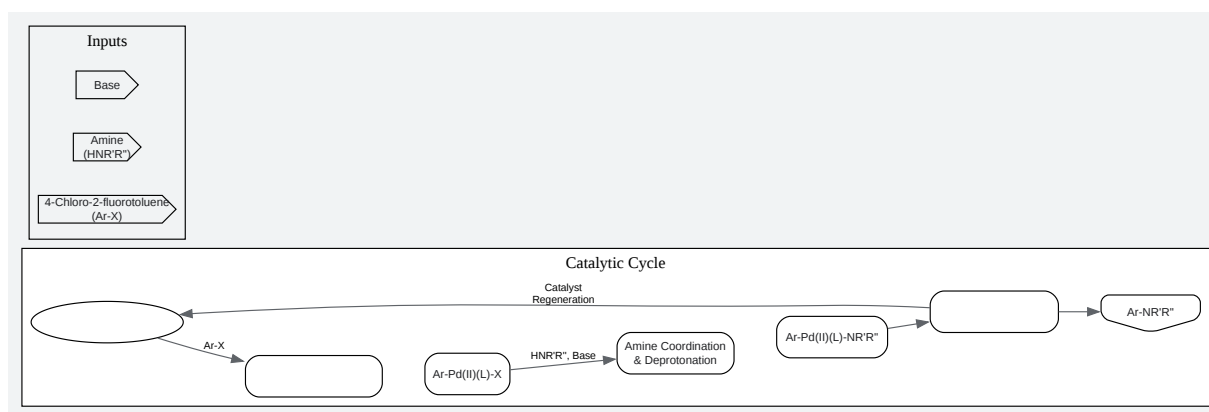 Inputs
Base
Amine
(HNR'R")
4-Chloro-2-fluorotoluene
(Ar-X)
Catalytic Cycle
Catalyst
Regeneration
Ar-X
Ar-Pd(II)(L)-X
HNR'R", Base
Amine Coordination
& Deprotonation
Ar-Pd(II)(L)-NR'R"
Ar-NR'R"